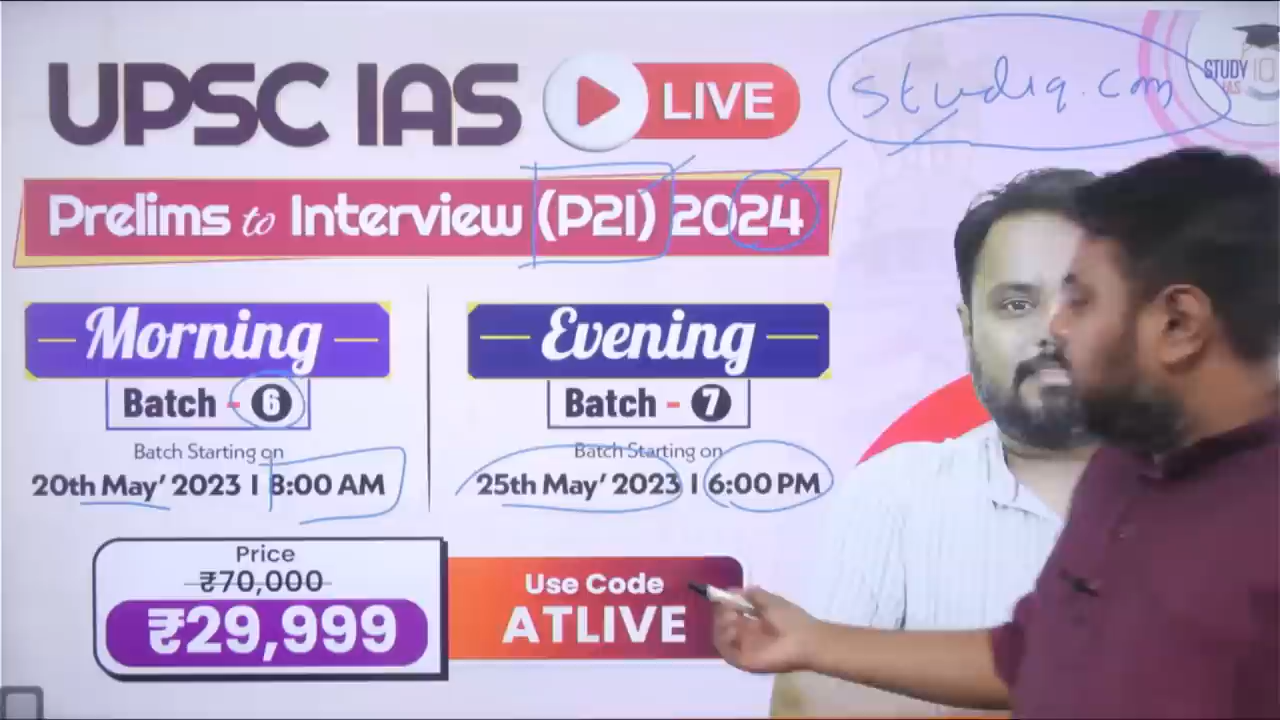 UPSC IAS
LIVE
studiq.com
STUDY IQ
IAS
Prelims to Interview (P2I) 2024
Morning
Batch - 6
Batch Starting on
20th May' 2023 | 8:00 AM
Evening
Batch - 7
Batch Starting on
25th May' 2023 | 6:00 PM
Price
₹70,000
₹29,999
Use Code
ATLIVE